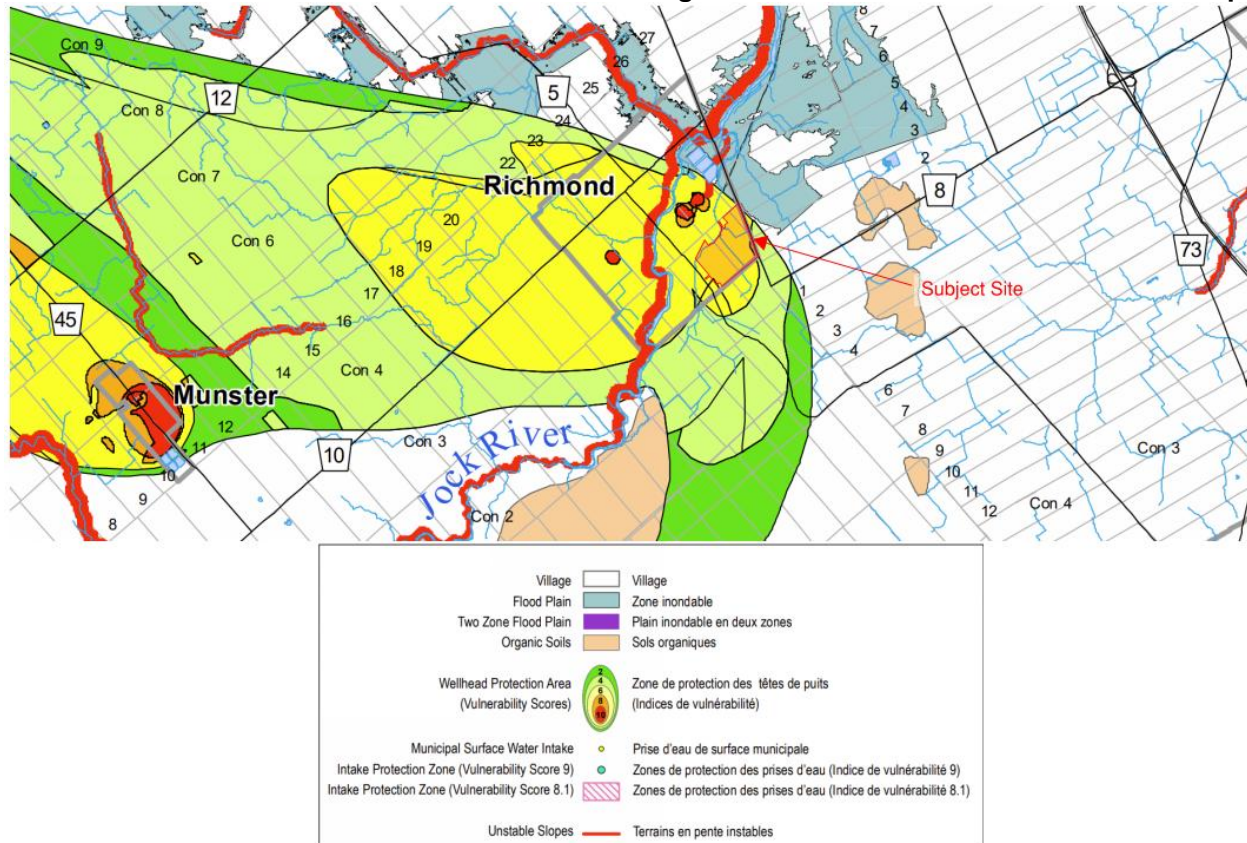 Con 9
Con 8
12
Con 7
Con 6
45
Munster
Con 4
10
Con 3
Jock River
Con 2
Richmond
5
27
26
25
24
23
22
20
19
18
17
16
15
14
12
11
10
9
8
8
7
6
5
4
3
2
8
73
Subject Site
1
2
3
4
6
7
8
9
10
11
12
Con 3
Con 4
Village Village
Flood Plain Zone inondable
Two Zone Flood Plain Plain inondable en deux zones
Organic Soils Sols organiques
2
4
6
8
10
Wellhead Protection Area Zone de protection des têtes de puits
(Vulnerability Scores) (Indices de vulnérabilité)
Municipal Surface Water Intake Prise d'eau de surface municipale
Intake Protection Zone (Vulnerability Score 9) Zones de protection des prises d'eau (Indice de vulnérabilité 9)
Intake Protection Zone (Vulnerability Score 8.1) Zones de protection des prises d'eau (Indice de vulnérabilité 8.1)
Unstable Slopes Terrains en pente instables